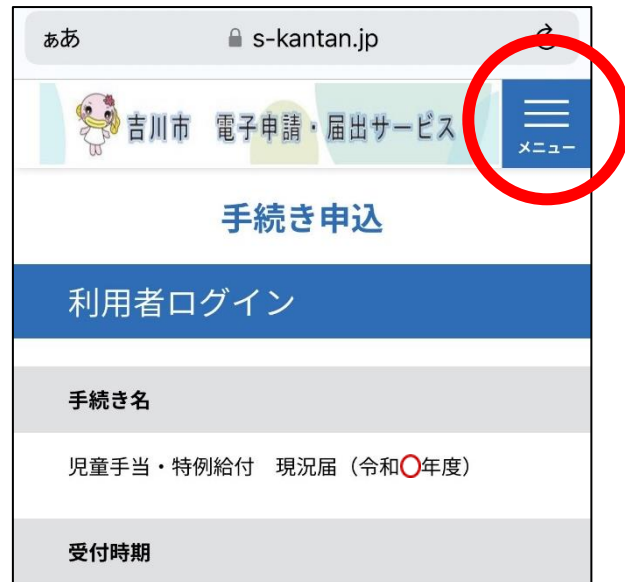 ぁあ s-kantan.jp
吉川市 電子申請・届出サービス
メニュー
手続き申込
利用者ログイン
手続き名
児童手当・特例給付 現況届（令和〇年度）
受付時期